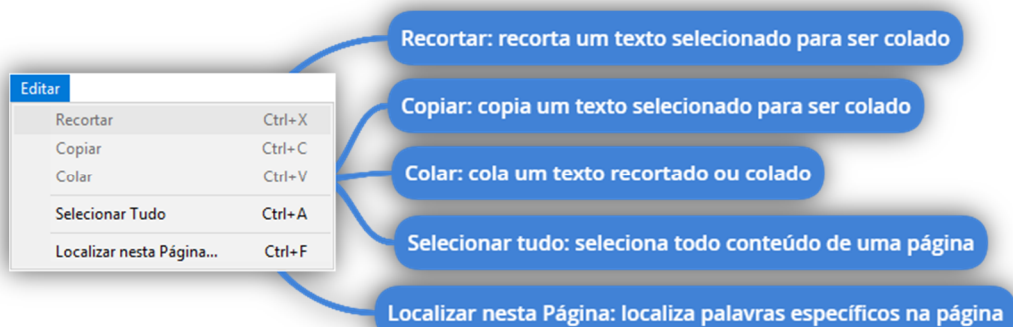 Editar
Recortar Ctrl+X
Copiar Ctrl+C
Colar Ctrl+V
Selecionar Tudo Ctrl+A
Localizar nesta Página... Ctrl+F
Recortar: recorta um texto selecionado para ser colado
Copiar: copia um texto selecionado para ser colado
Colar: cola um texto recortado ou colado
Selecionar tudo: seleciona todo conteúdo de uma página
Localizar nesta Página: localiza palavras específicos na página